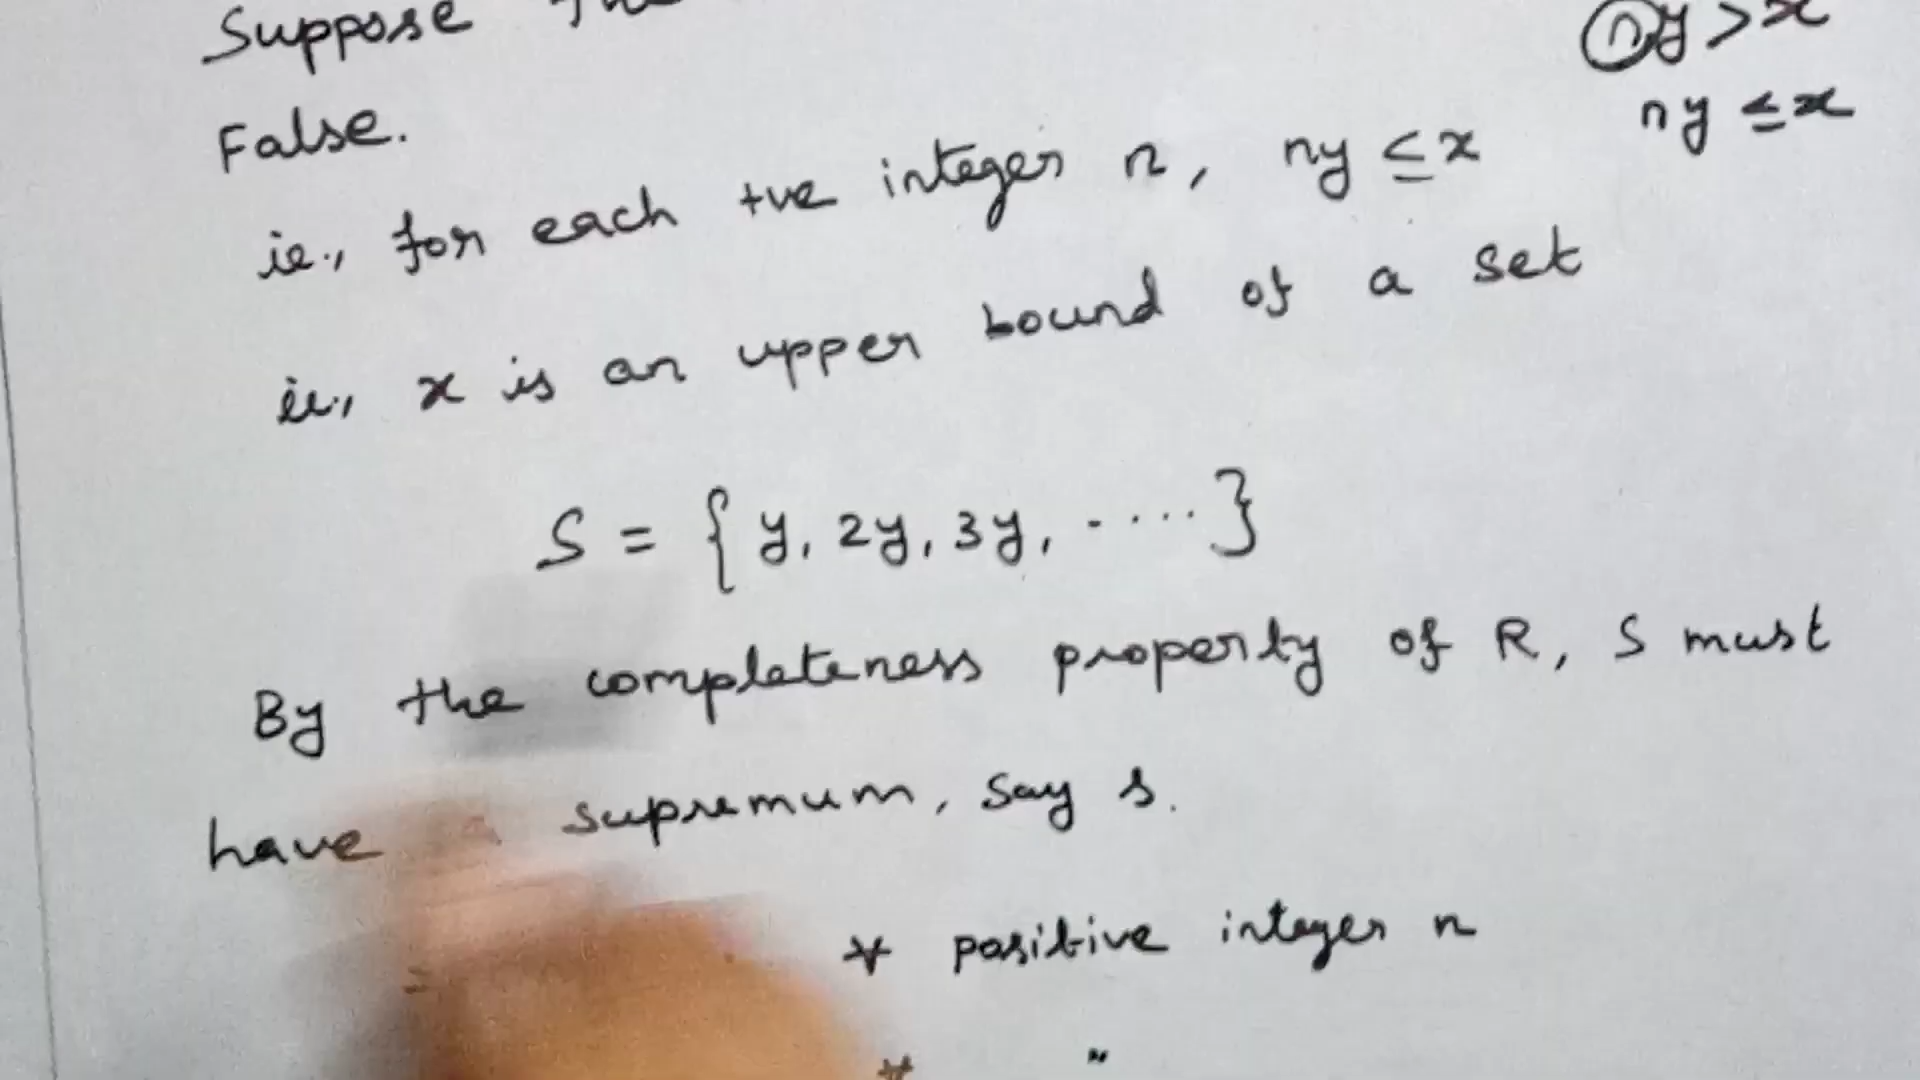 Suppose
ny > x
False.
ny ≤ x
ie., for each +ve integer n, ny ≤ x
ie., x is an upper bound of a set
S = { y, 2y, 3y, ..... }
By the completeness property of R, S must
have a supremum, say s.
∀ positive integer n
∀ "